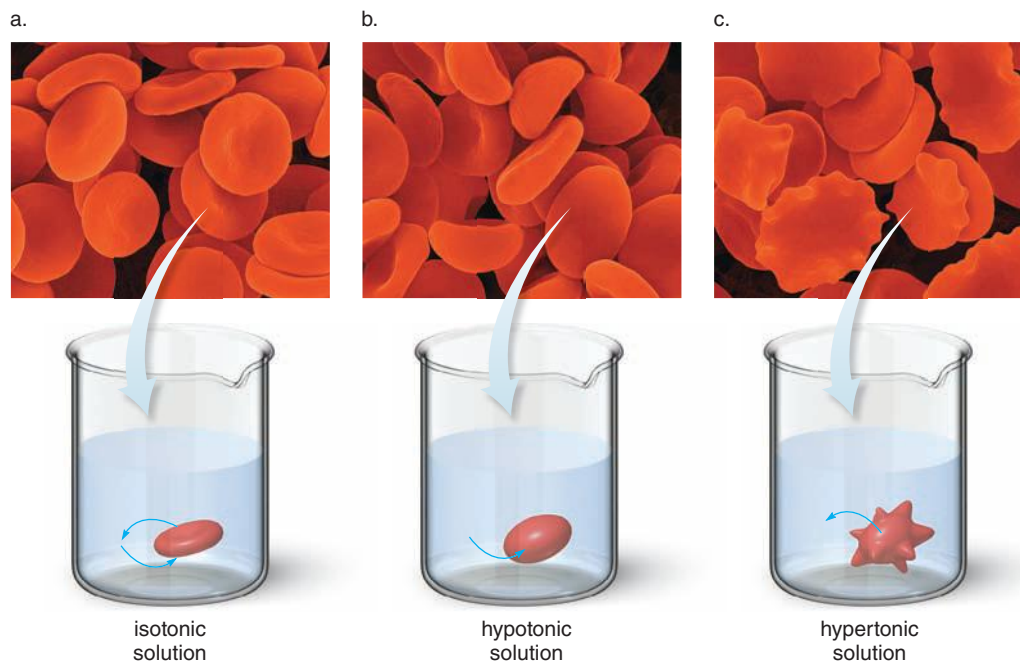 a.
b.
c.
isotonic
solution
hypotonic
solution
hypertonic
solution